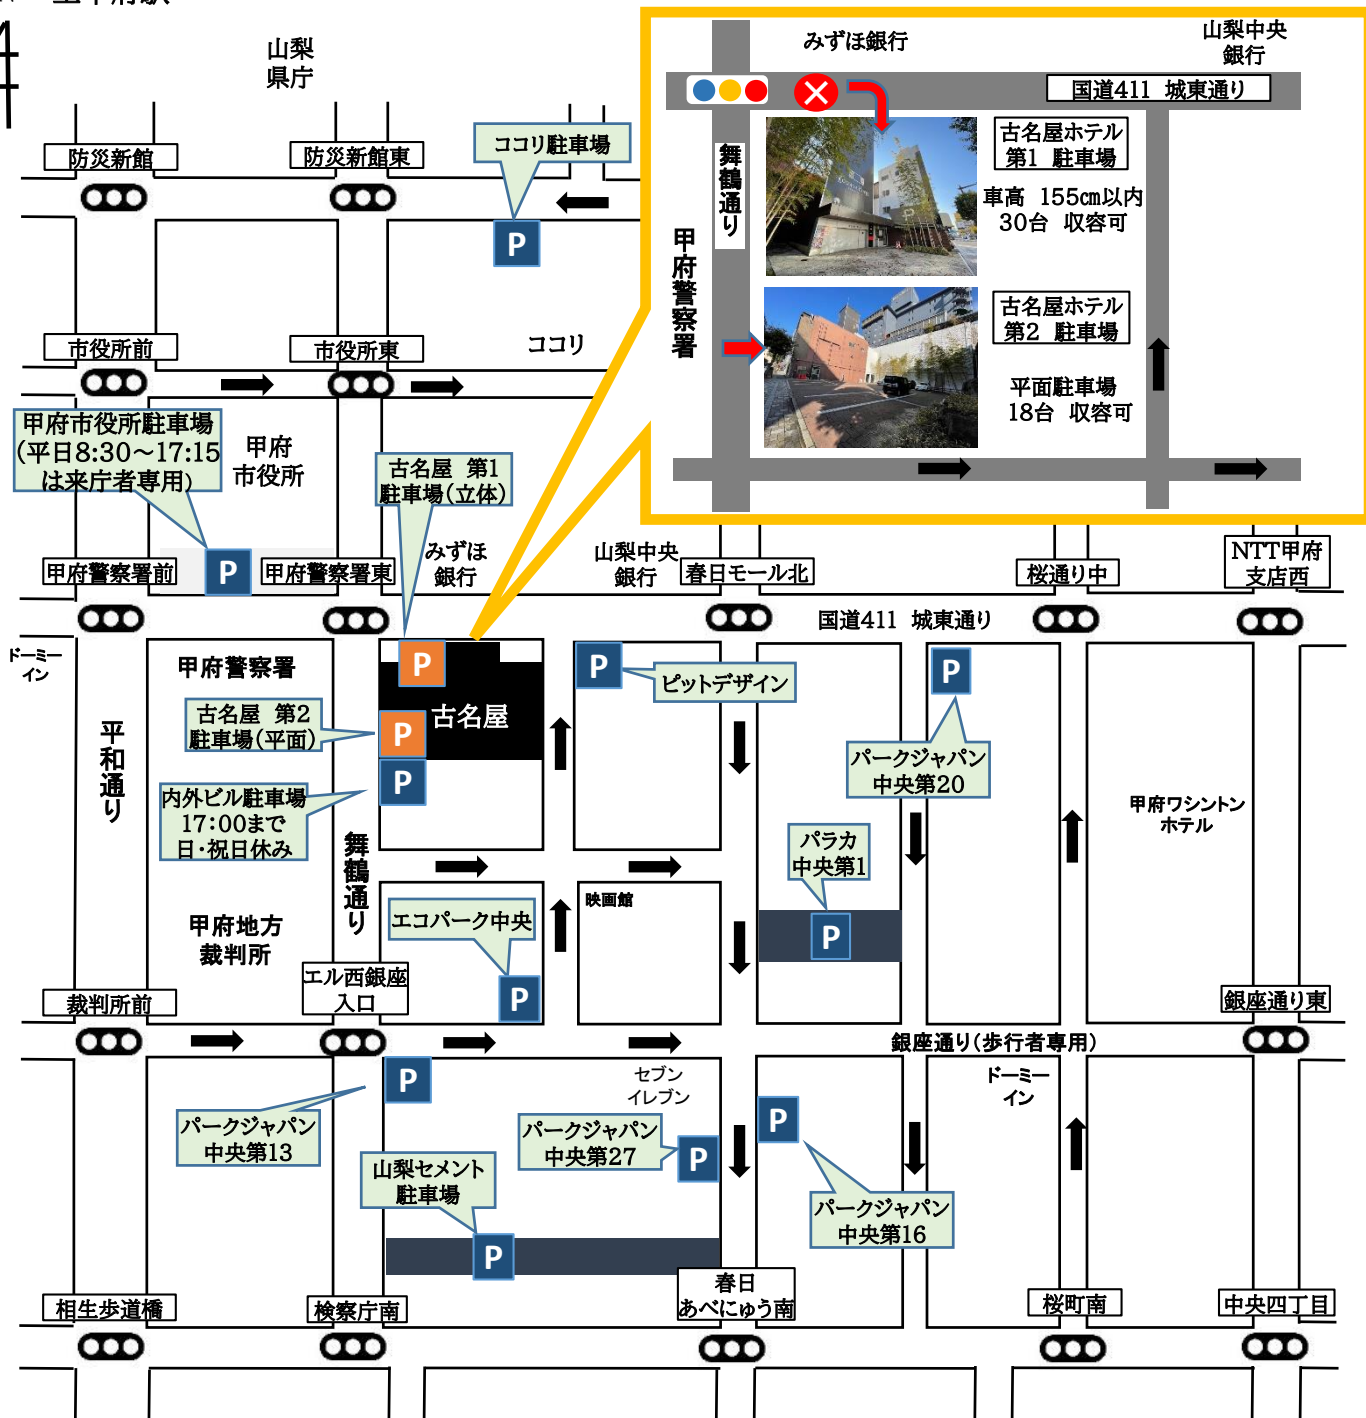 山梨
県庁
みずほ銀行
山梨中央
銀行
国道411 城東通り
古名屋ホテル
第1 駐車場
車高 155㎝以内
30台 収容可
舞鶴通り
甲府警察署
古名屋ホテル
第2 駐車場
平面駐車場
18台 収容可
防災新館
防災新館東
ココリ駐車場
P
市役所前
市役所東
ココリ
甲府市役所駐車場
(平日8:30~17:15
は来庁者専用)
甲府
市役所
古名屋 第1
駐車場(立体)
みずほ
銀行
山梨中央
銀行
甲府警察署前
P
甲府警察署東
春日モール北
桜通り中
NTT甲府
支店西
国道411 城東通り
ドーミー
イン
甲府警察署
P
古名屋
P
ピットデザイン
P
古名屋 第2
駐車場(平面)
P
P
平和通り
内外ビル駐車場
17:00まで
日・祝日休み
パークジャパン
中央第20
甲府ワシントン
ホテル
舞鶴通り
パラカ
中央第1
P
映画館
甲府地方
裁判所
エコパーク中央
P
裁判所前
エル西銀座
入口
銀座通り東
銀座通り(歩行者専用)
P
セブン
イレブン
ドーミー
イン
パークジャパン
中央第13
パークジャパン
中央第27
P
P
山梨セメント
駐車場
P
パークジャパン
中央第16
相生歩道橋
検察庁南
春日
あべにゅう南
桜町南
中央四丁目